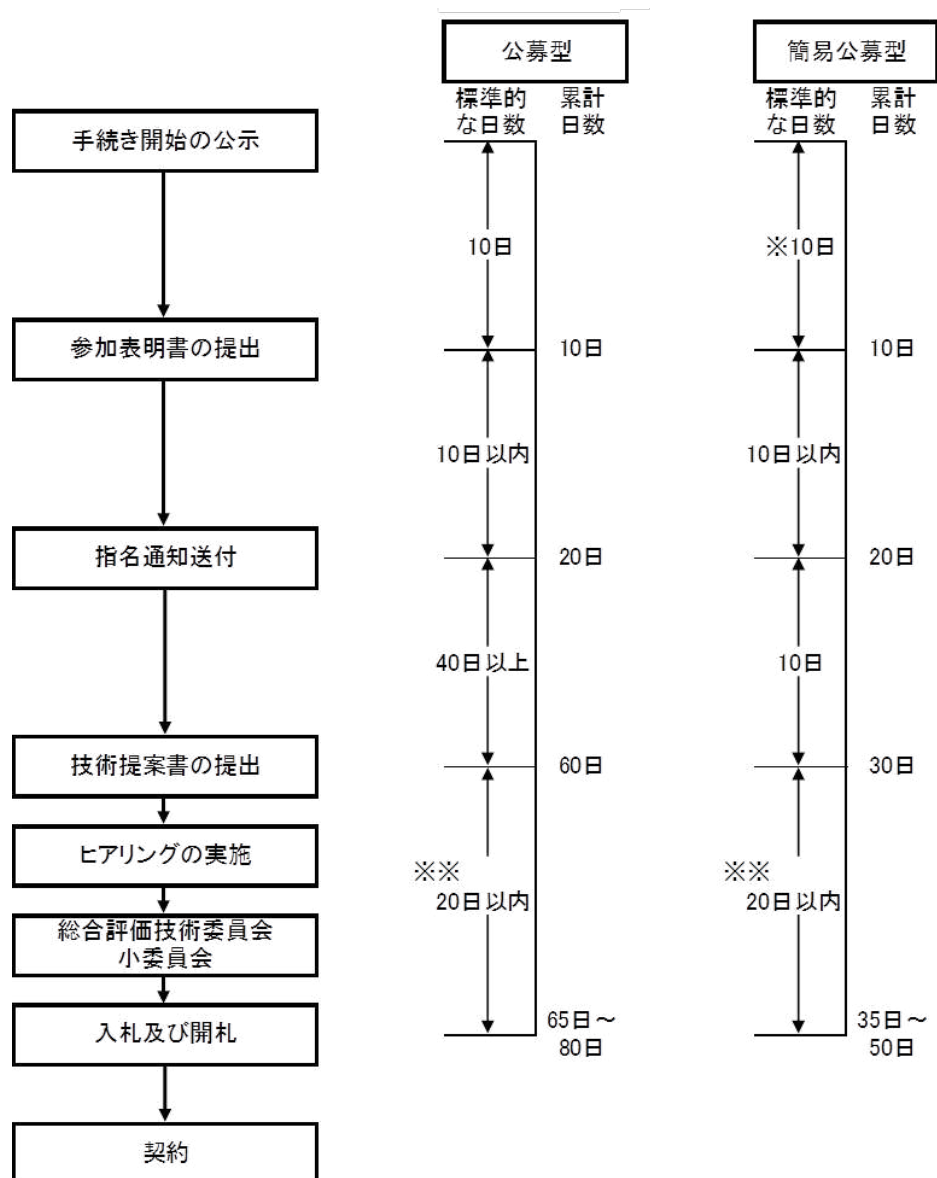 公募型
簡易公募型
標準的
な日数
累計
日数
標準的
な日数
累計
日数
手続き開始の公示
10日
※10日
参加表明書の提出
10日
10日
10日以内
10日以内
指名通知送付
20日
20日
40日以上
10日
技術提案書の提出
60日
30日
ヒアリングの実施
※※
20日以内
※※
20日以内
総合評価技術委員会
小委員会
入札及び開札
65日～
80日
35日～
50日
契約